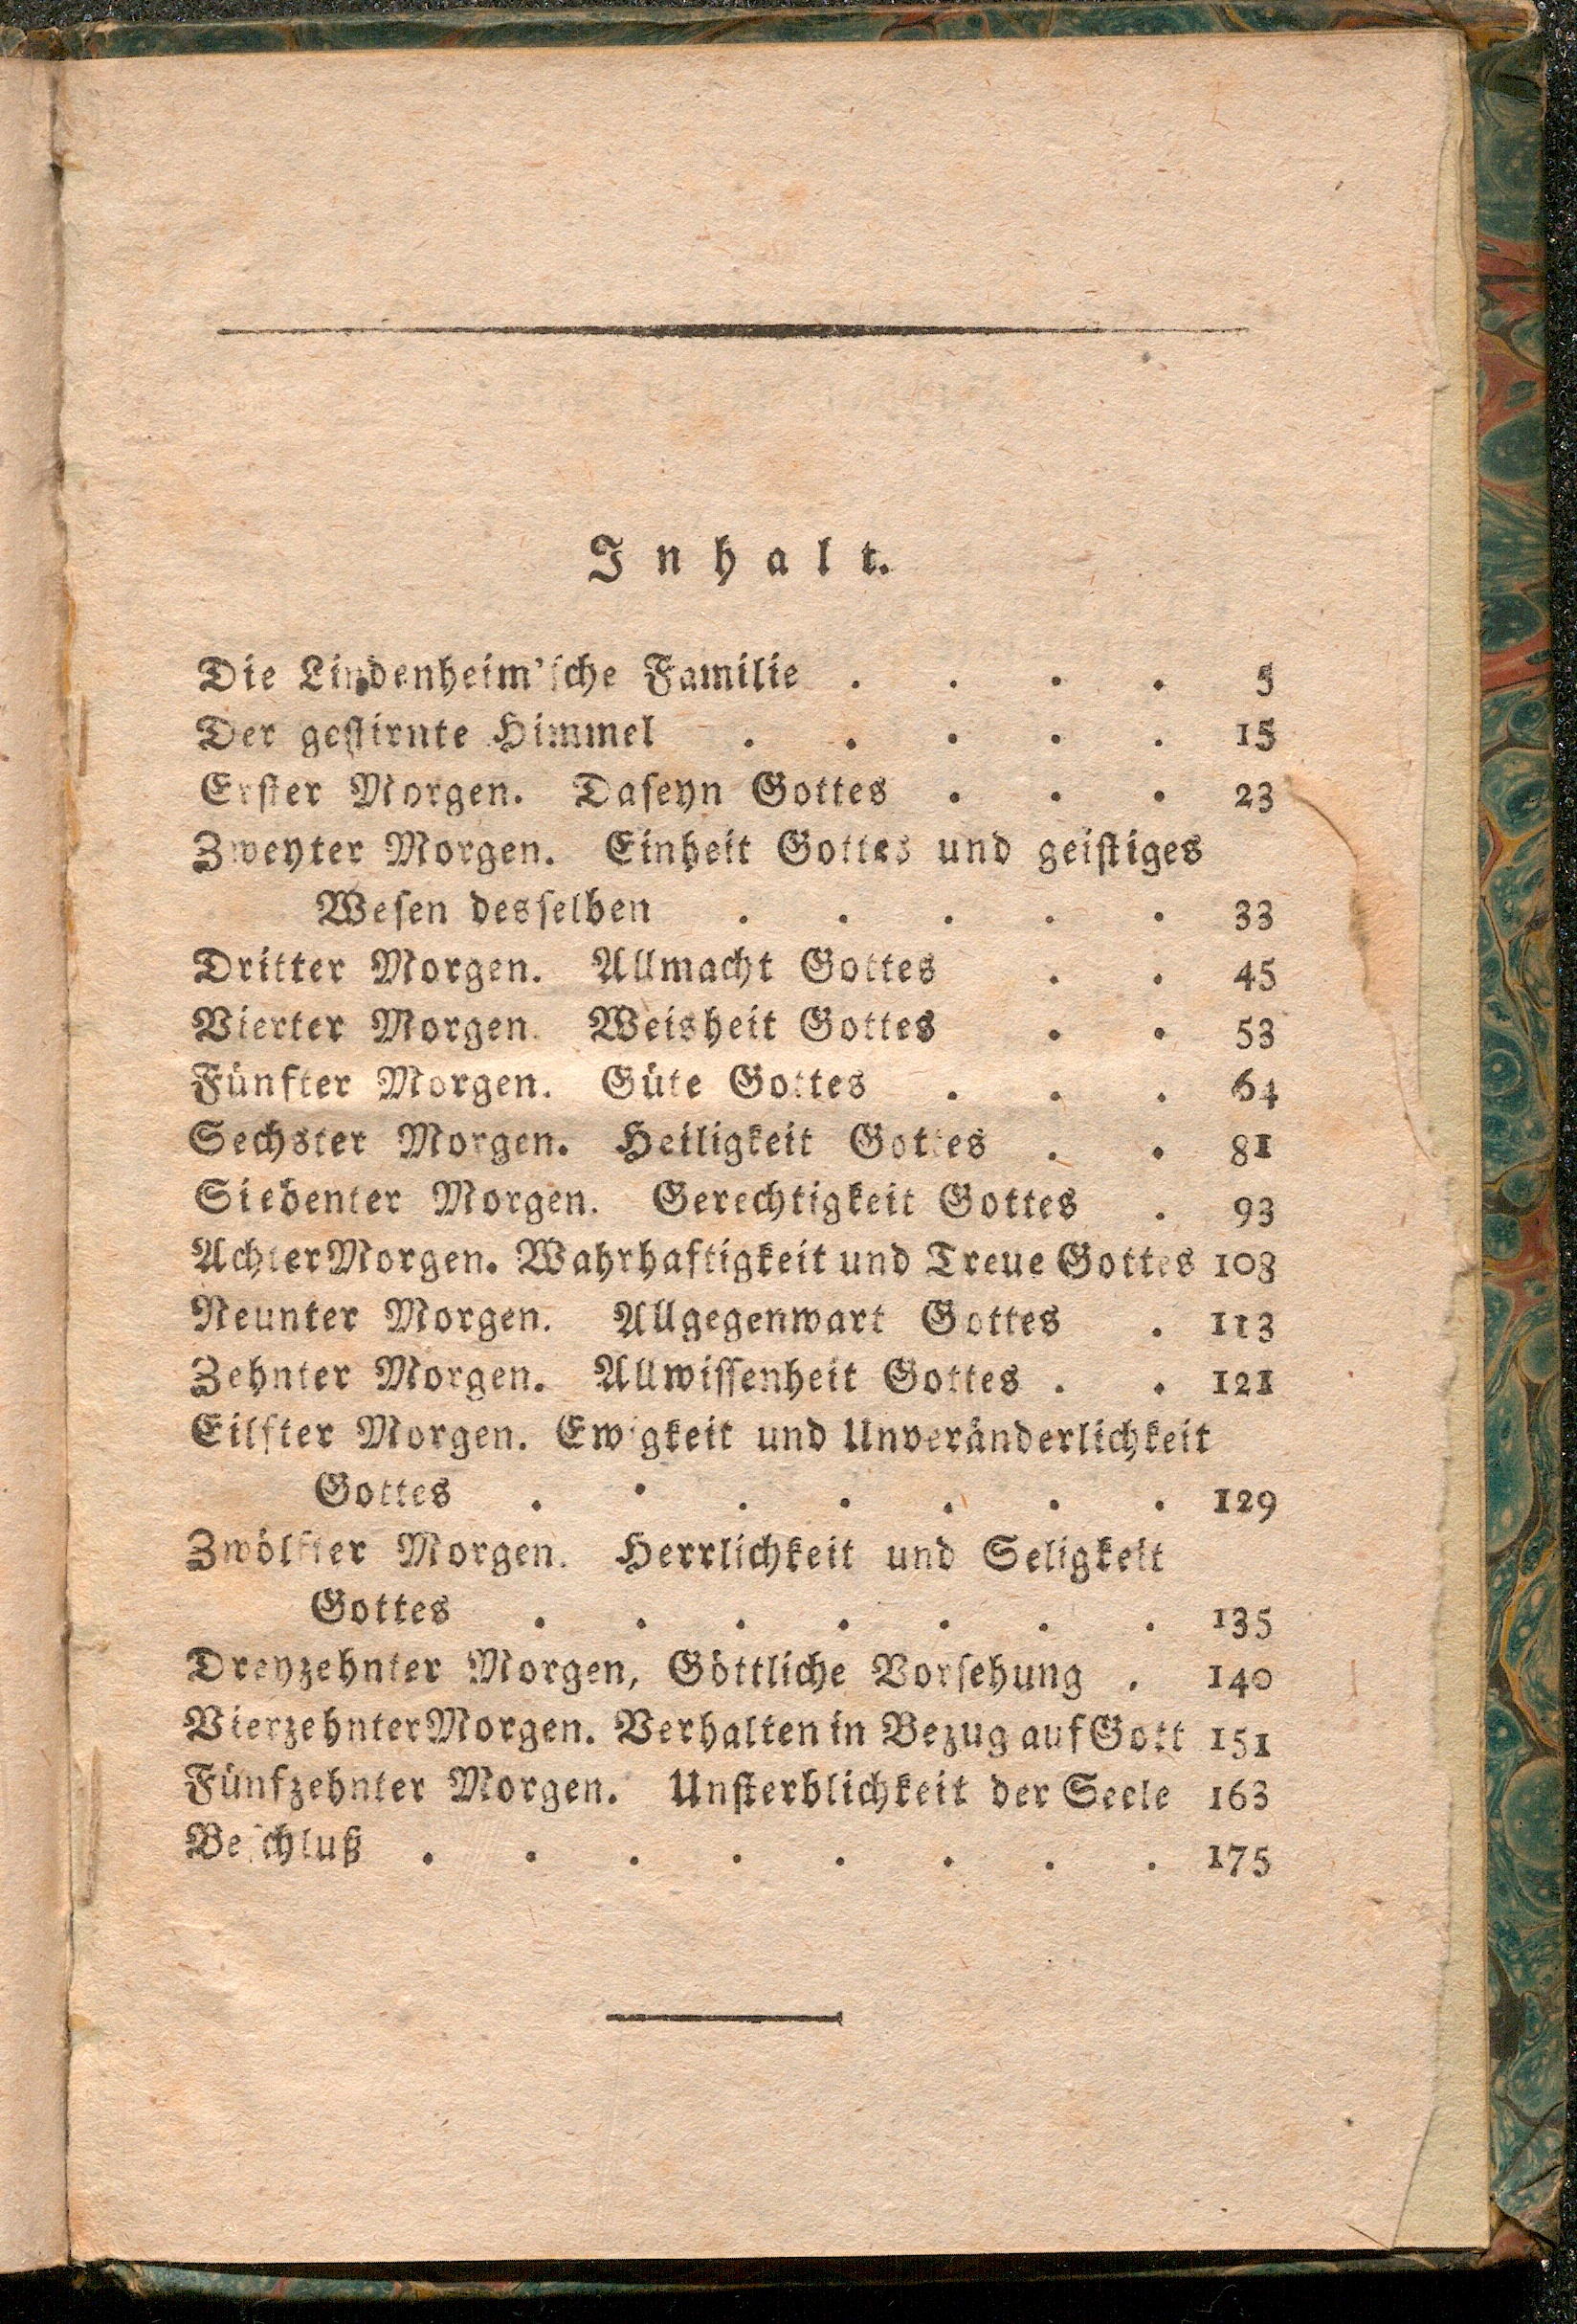 Inhalt.
Die Lindenheim'sche Familie . . . . 5
Der gestirnte Himmel . . . . . 15
Erster Morgen. Daseyn Gottes . . . 23
Zweyter Morgen. Einheit Gottes und geistiges
Wesen desselben . . . . . 33
Dritter Morgen. Allmacht Gottes . . 45
Vierter Morgen. Weisheit Gottes . . 53
Fünfter Morgen. Güte Gottes . . . 64
Sechster Morgen. Heiligkeit Gottes . . 81
Siebenter Morgen. Gerechtigkeit Gottes . 93
Achter Morgen. Wahrhaftigkeit und Treue Gottes 108
Neunter Morgen. Allgegenwart Gottes . 113
Zehnter Morgen. Allwissenheit Gottes . . 121
Eilfter Morgen. Ewigkeit und Unveränderlichkeit
Gottes . . . . . . . 129
Zwölfter Morgen. Herrlichkeit und Seligkeit
Gottes . . . . . . . 135
Dreyzehnter Morgen, Göttliche Vorsehung . 140
Vierzehnter Morgen. Verhalten in Bezug auf Gott 151
Fünfzehnter Morgen. Unsterblichkeit der Seele 163
Beschluß . . . . . . . . 175